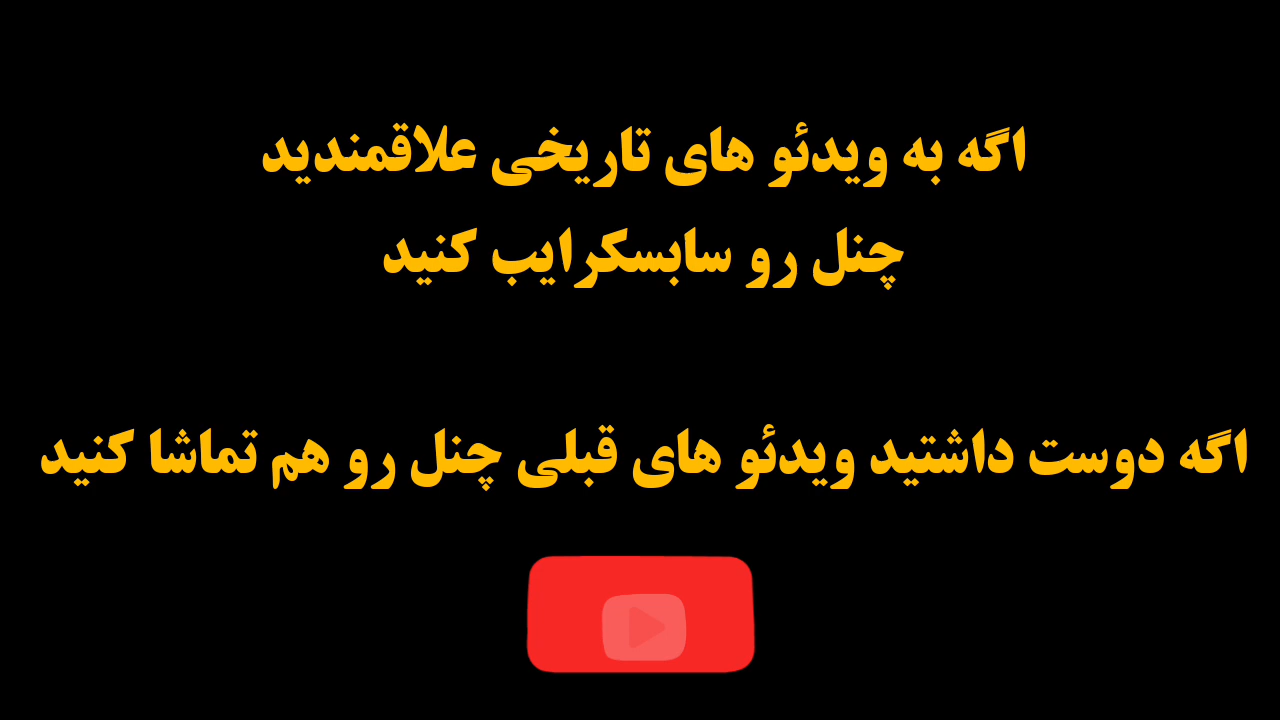 اگه به ویدئو های تاریخی علاقمندید
چنل رو سابسکرایب کنید
اگه دوست داشتید ویدئو های قبلی چنل رو هم تماشا کنید